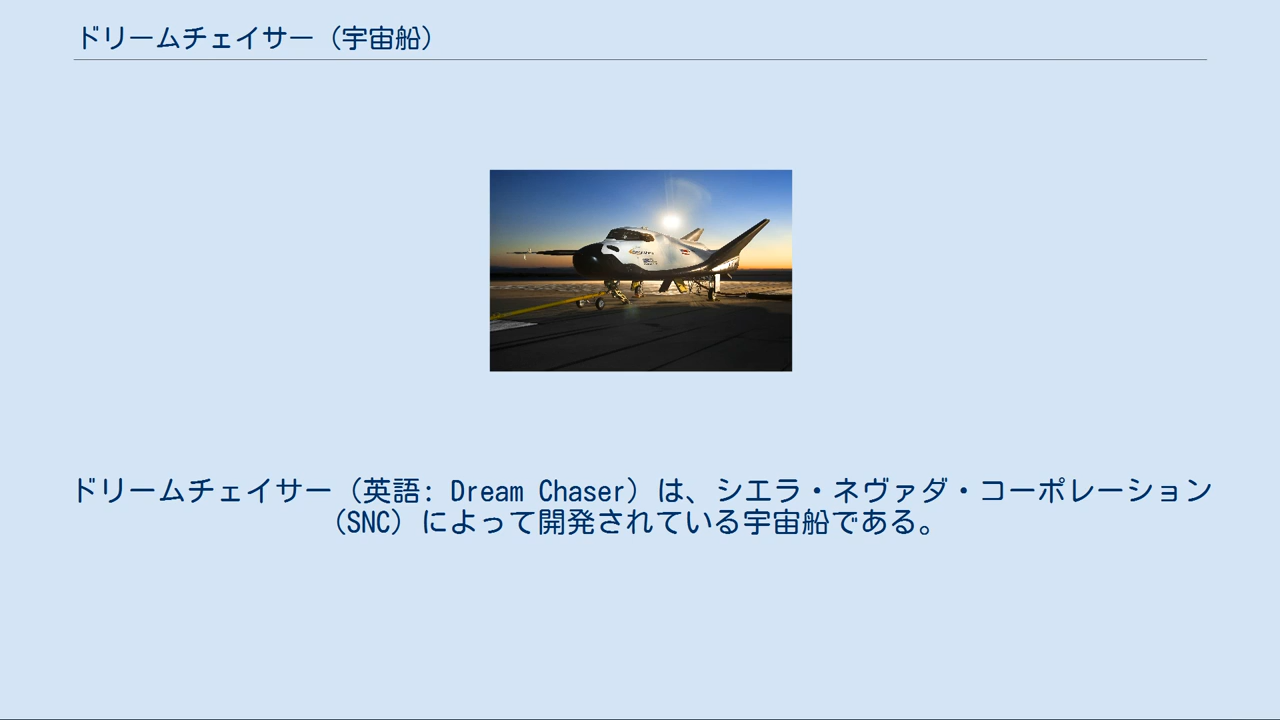 ドリームチェイサー（宇宙船）
ドリームチェイサー（英語: Dream Chaser）は、シエラ・ネヴァダ・コーポレーション
（SNC）によって開発されている宇宙船である。